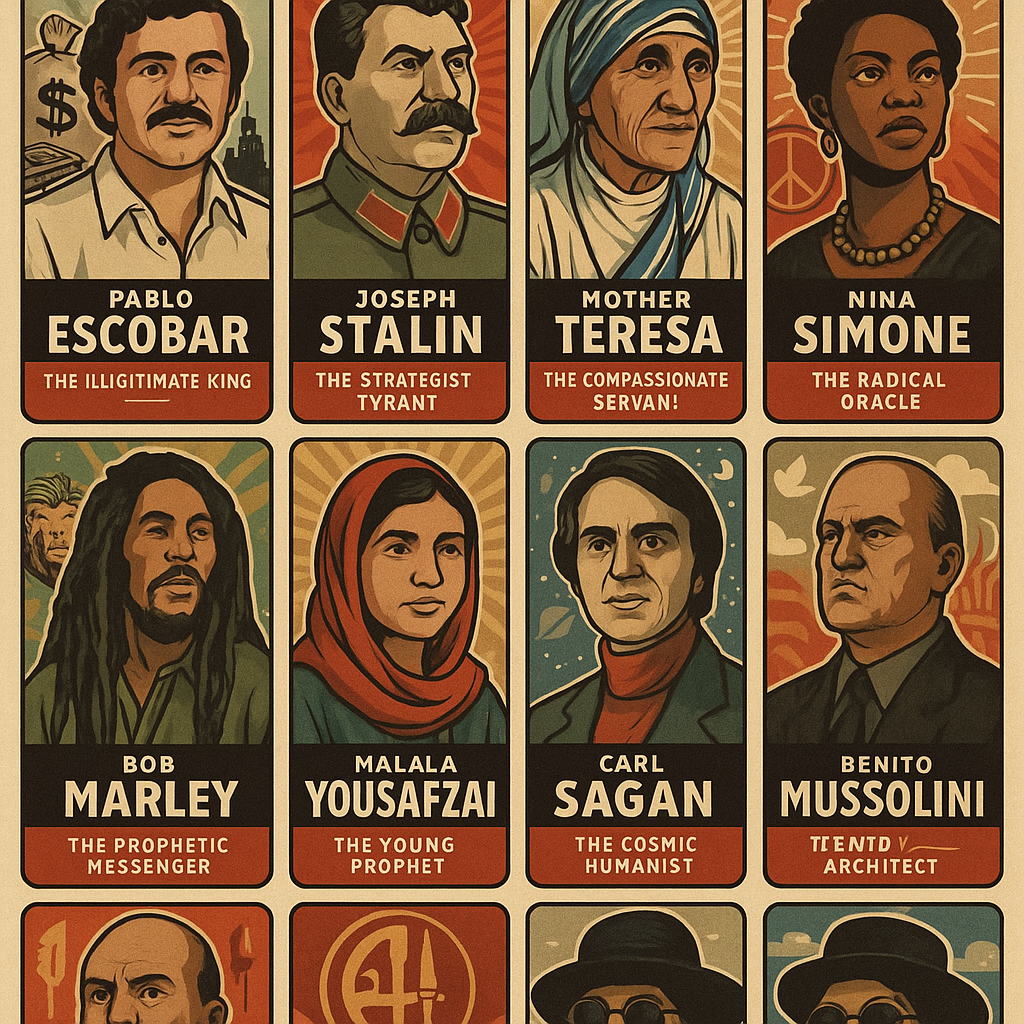 $
PABLO
ESCOBAR
THE ILLIGITIMATE KING
JOSEPH
STALIN
THE STRATEGIST
TYRANT
MOTHER
TERESA
THE COMPASSIONATE
SERVAN!
NINA
SIMONE
THE RADICAL
ORACLE
BOB
MARLEY
THE PROPHETIC
MESSENGER
MALALA
YOUSAFZAI
THE YOUNG
PROPHET
CARL
SAGAN
THE COSMIC
HUMANIST
BENITO
MUSSOLINI
ARCHITECT